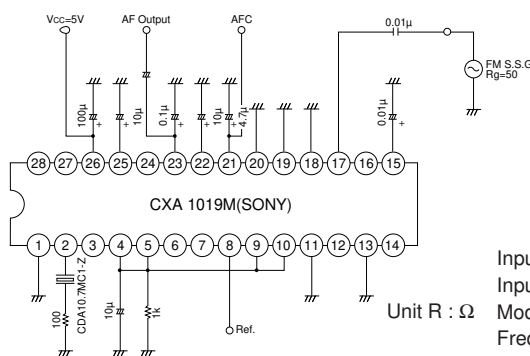 Vcc=5V
AF Output
AFC
0.01µ
FM S.S.G
Rg=50
100µ
10µ
0.1µ
10µ
4.7µ
0.01µ
28 27 26 25 24 23 22 21 20 19 18 17 16 15
CXA 1019M(SONY)
1 2 3 4 5 6 7 8 9 10 11 12 13 14
CDA10.7MC1-Z
100
10µ
1k
Ref.
Unit R : Ω
Inpu
Inpu
Mod
Fred